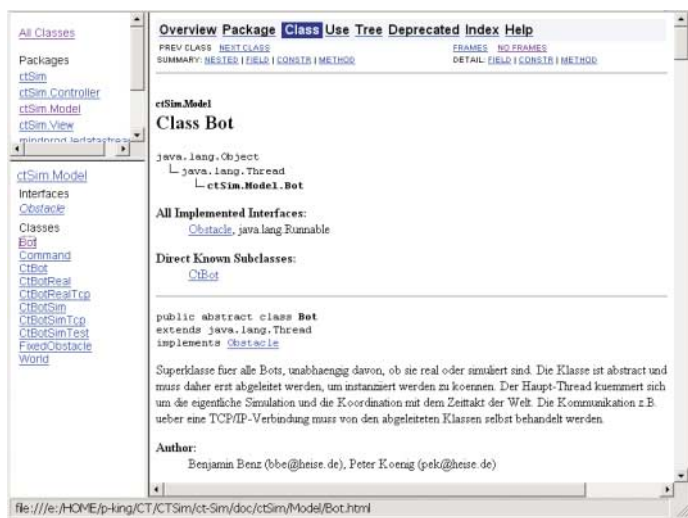 All Classes
Packages
ctSim
ctSim.Controller
ctSim.Model
ctSim.View
ctSim.Model
Interfaces
Obstacle
Classes
Bot
Command
CtBot
CtBotReal
CtBotRealTcp
CtBotSim
CtBotSimTcp
CtBotSimTest
FixedObstacle
World
Overview Package Class Use Tree Deprecated Index Help
PREV CLASS NEXT CLASS FRAMES NO FRAMES
SUMMARY: NESTED | FIELD | CONSTR | METHOD DETAIL: FIELD | CONSTR | METHOD
ctSim.Model
Class Bot
java.lang.Object
java.lang.Thread
ctSim.Model.Bot
All Implemented Interfaces:
Obstacle, java.lang.Runnable
Direct Known Subclasses:
CtBot
public abstract class Bot
extends java.lang.Thread
implements Obstacle
Superklasse fuer alle Bots, unabhaengig davon, ob sie real oder simuliert sind. Die Klasse ist abstract und
muss daher erst abgeleitet werden, um instanziiert werden zu koennen. Der Haupt-Thread kuemmert sich
um die eigentliche Simulation und die Koordination mit dem Zeittakt der Welt. Die Kommunikation z.B.
ueber eine TCP/IP-Verbindung muss von den abgeleiteten Klassen selbst behandelt werden.
Author:
Benjamin Benz (bbe@heise.de), Peter Koenig (pek@heise.de)
file:///e:/HOME/p-king/CT/CTSim/ct-Sim/doc/ctSim/Model/Bot.html